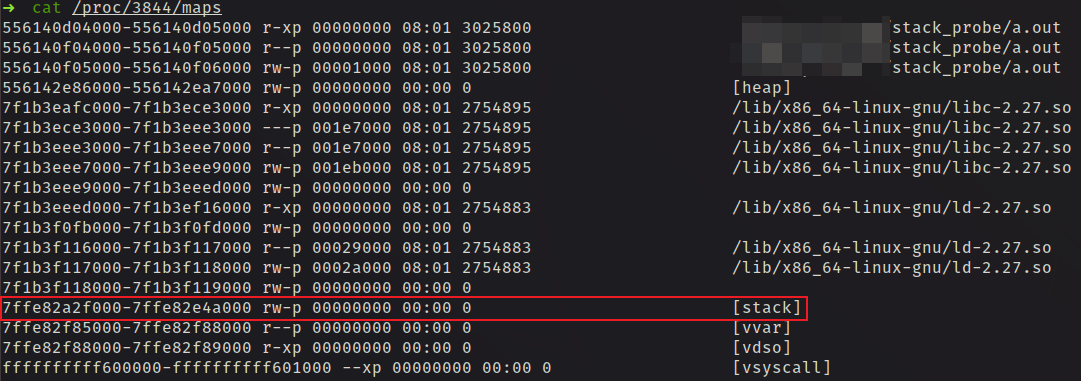 ➜  cat /proc/3844/maps
556140d04000-556140d05000 r-xp 00000000 08:01 3025800 /stack_probe/a.out
556140f04000-556140f05000 r--p 00000000 08:01 3025800 /stack_probe/a.out
556140f05000-556140f06000 rw-p 00001000 08:01 3025800 /stack_probe/a.out
556142e86000-556142ea7000 rw-p 00000000 00:00 0 [heap]
7f1b3eafc000-7f1b3ece3000 r-xp 00000000 08:01 2754895 /lib/x86_64-linux-gnu/libc-2.27.so
7f1b3ece3000-7f1b3eee3000 ---p 001e7000 08:01 2754895 /lib/x86_64-linux-gnu/libc-2.27.so
7f1b3eee3000-7f1b3eee7000 r--p 001e7000 08:01 2754895 /lib/x86_64-linux-gnu/libc-2.27.so
7f1b3eee7000-7f1b3eee9000 rw-p 001eb000 08:01 2754895 /lib/x86_64-linux-gnu/libc-2.27.so
7f1b3eee9000-7f1b3eeed000 rw-p 00000000 00:00 0
7f1b3eeed000-7f1b3ef16000 r-xp 00000000 08:01 2754883 /lib/x86_64-linux-gnu/ld-2.27.so
7f1b3f0fb000-7f1b3f0fd000 rw-p 00000000 00:00 0
7f1b3f116000-7f1b3f117000 r--p 00029000 08:01 2754883 /lib/x86_64-linux-gnu/ld-2.27.so
7f1b3f117000-7f1b3f118000 rw-p 0002a000 08:01 2754883 /lib/x86_64-linux-gnu/ld-2.27.so
7f1b3f118000-7f1b3f119000 rw-p 00000000 00:00 0
7ffe82a2f000-7ffe82e4a000 rw-p 00000000 00:00 0 [stack]
7ffe82f85000-7ffe82f88000 r--p 00000000 00:00 0 [vvar]
7ffe82f88000-7ffe82f89000 r-xp 00000000 00:00 0 [vdso]
ffffffffff600000-ffffffffff601000 --xp 00000000 00:00 0 [vsyscall]